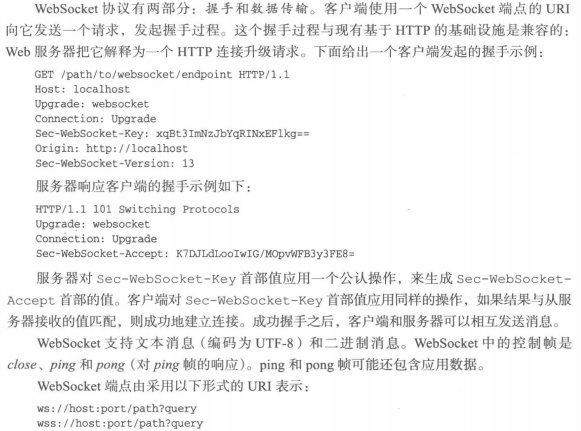 WebSocket 协议有两部分：握手和数据传输。客户端使用一个 WebSocket 端点的 URI
向它发送一个请求，发起握手过程。这个握手过程与现有基于 HTTP 的基础设施是兼容的：
Web 服务器把它解释为一个 HTTP 连接升级请求。下面给出一个客户端发起的握手示例：
GET /path/to/websocket/endpoint HTTP/1.1
Host: localhost
Upgrade: websocket
Connection: Upgrade
Sec-WebSocket-Key: xqBt3ImNzJbYqRINxEFlkg==
Origin: http://localhost
Sec-WebSocket-Version: 13
服务器响应客户端的握手示例如下：
HTTP/1.1 101 Switching Protocols
Upgrade: websocket
Connection: Upgrade
Sec-WebSocket-Accept: K7DJLdLooIwIG/MOpvWFB3y3FE8=
服务器对 Sec-WebSocket-Key 首部值应用一个公认操作，来生成 Sec-WebSocket-
Accept 首部的值。客户端对 Sec-WebSocket-Key 首部值应用同样的操作，如果结果与从服
务器接收的值匹配，则成功地建立连接。成功握手之后，客户端和服务器可以相互发送消息。
WebSocket 支持文本消息（编码为 UTF-8）和二进制消息。WebSocket 中的控制帧是
close、ping 和 pong（对 ping 帧的响应）。ping 和 pong 帧可能还包含应用数据。
WebSocket 端点由采用以下形式的 URI 表示：
ws://host:port/path?query
wss://host:port/path?query